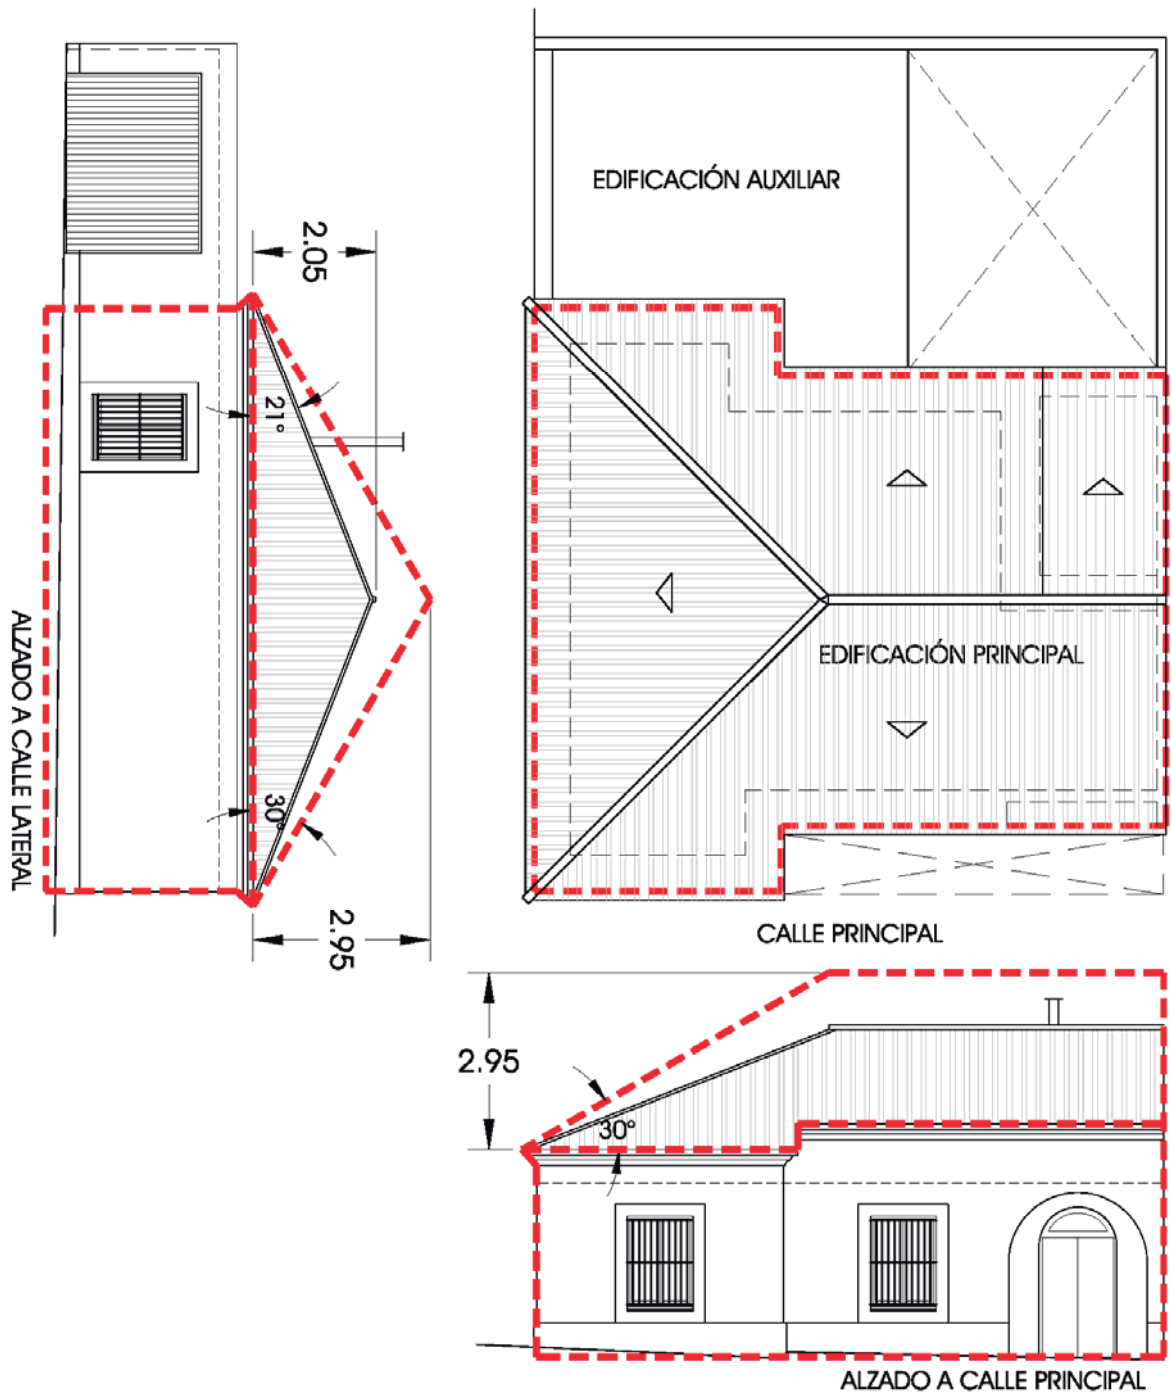 EDIFICACIÓN AUXILIAR
2.05
21°
30°
2.95
ALZADO A CALLE LATERAL
EDIFICACIÓN PRINCIPAL
CALLE PRINCIPAL
2.95
30°
ALZADO A CALLE PRINCIPAL